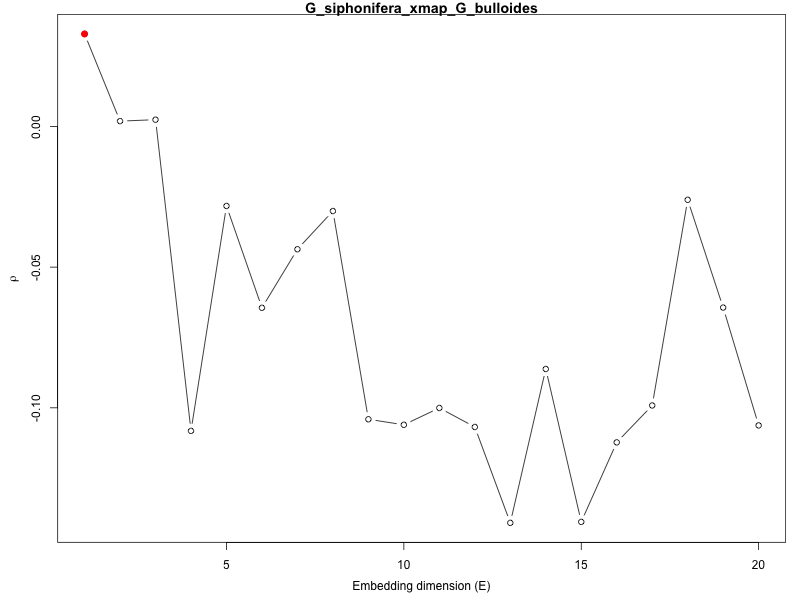 G_siphonifera_xmap_G_bulloides
0.00
-0.05
-0.10
ρ
5 10 15 20
Embedding dimension (E)